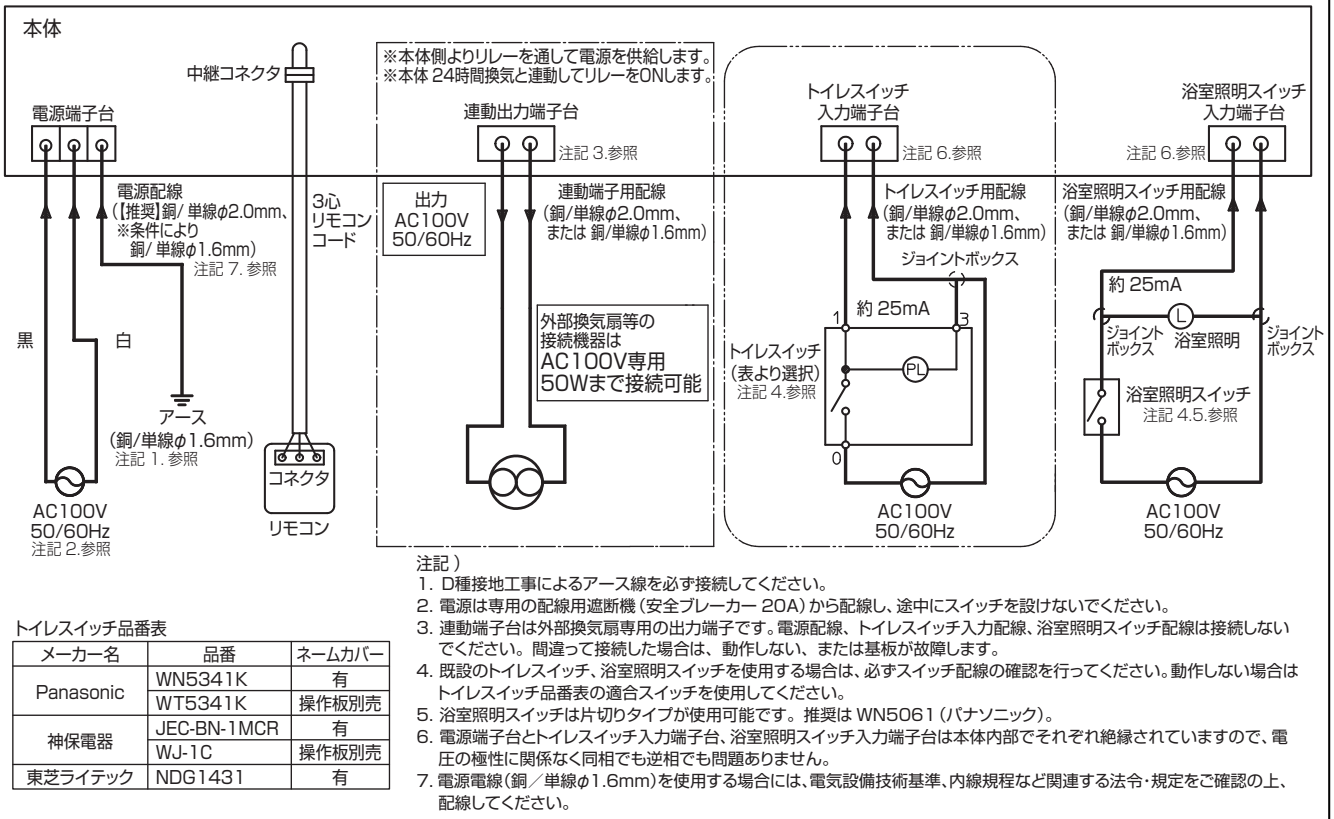 本体
中継コネクタ
※本体側よりリレーを通して電源を供給します。
※本体 24時間換気と連動してリレーをONします。
電源端子台
連動出力端子台
注記 3.参照
トイレスイッチ
入力端子台
注記 6.参照
浴室照明スイッチ
入力端子台
注記 6.参照
電源配線
(【推奨】銅/ 単線φ2.0mm、
※条件により
銅/ 単線φ1.6mm)
注記 7. 参照
3心
リモコン
コード
出力
AC100V
50/60Hz
連動端子用配線
(銅/単線φ2.0mm、
または 銅/単線φ1.6mm)
トイレスイッチ用配線
(銅/単線φ2.0mm、
または 銅/単線φ1.6mm)
ジョイントボックス
浴室照明スイッチ用配線
(銅/単線φ2.0mm、
または 銅/単線φ1.6mm)
黒
白
アース
(銅/単線φ1.6mm)
注記 1. 参照
AC100V
50/60Hz
注記 2.参照
コネクタ
リモコン
外部換気扇等の
接続機器は
AC100V専用
50Wまで接続可能
約 25mA
1
3
PL
0
トイレスイッチ
(表より選択)
注記 4.参照
AC100V
50/60Hz
約 25mA
L
ジョイント
ボックス
浴室照明
ジョイント
ボックス
浴室照明スイッチ
注記 4.5.参照
AC100V
50/60Hz
注記 )
1. D種接地工事によるアース線を必ず接続してください。
2. 電源は専用の配線用遮断機(安全ブレーカー 20A)から配線し、途中にスイッチを設けないでください。
3. 連動端子台は外部換気扇専用の出力端子です。電源配線、トイレスイッチ入力配線、浴室照明スイッチ配線は接続しない
でください。間違って接続した場合は、動作しない、または基板が故障します。
4. 既設のトイレスイッチ、浴室照明スイッチを使用する場合は、必ずスイッチ配線の確認を行ってください。動作しない場合は
トイレスイッチ品番表の適合スイッチを使用してください。
5. 浴室照明スイッチは片切りタイプが使用可能です。推奨は WN5061(パナソニック)。
6. 電源端子台とトイレスイッチ入力端子台、浴室照明スイッチ入力端子台は本体内部でそれぞれ絶縁されていますので、電
圧の極性に関係なく同相でも逆相でも問題ありません。
7. 電源電線(銅/単線φ1.6mm)を使用する場合には、電気設備技術基準、内線規程など関連する法令・規定をご確認の上、
配線してください。
トイレスイッチ品番表
メーカー名 品番 ネームカバー
Panasonic WN5341K 有
WT5341K 操作板別売
神保電器 JEC-BN-1MCR 有
WJ-1C 操作板別売
東芝ライテック NDG1431 有